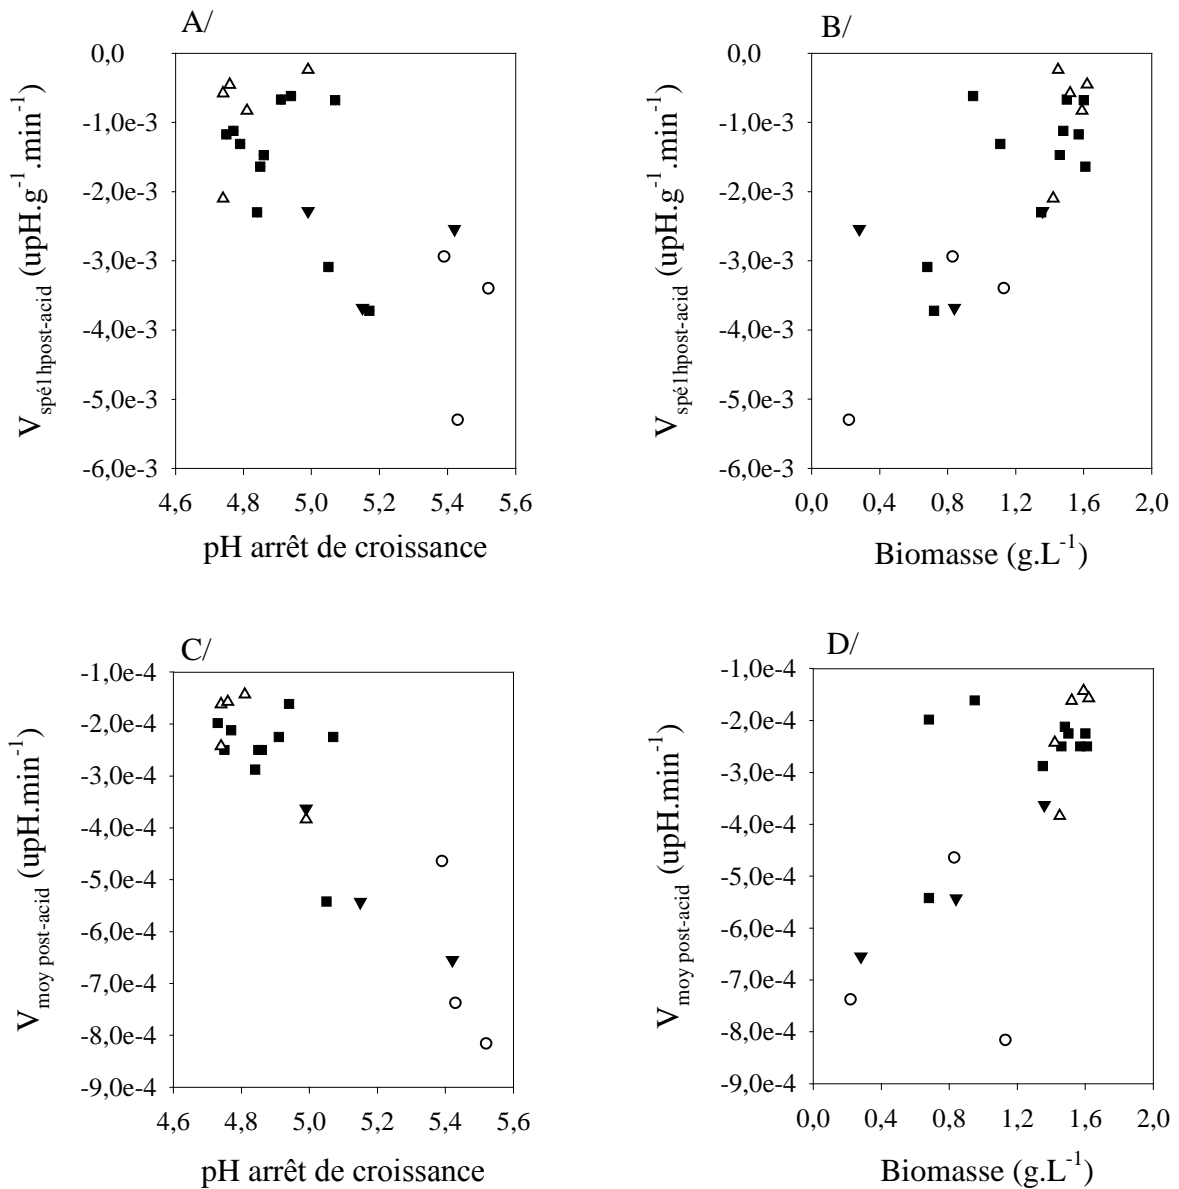 A/
V spé1hpost-acid (upH.g-1.min-1)
0,0
-1,0e-3
-2,0e-3
-3,0e-3
-4,0e-3
-5,0e-3
-6,0e-3
4,6 4,8 5,0 5,2 5,4 5,6
pH arrêt de croissance
B/
V spé1hpost-acid (upH.g-1.min-1)
0,0
-1,0e-3
-2,0e-3
-3,0e-3
-4,0e-3
-5,0e-3
-6,0e-3
0,0 0,4 0,8 1,2 1,6 2,0
Biomasse (g.L-1)
C/
V moy post-acid (upH.min-1)
-1,0e-4
-2,0e-4
-3,0e-4
-4,0e-4
-5,0e-4
-6,0e-4
-7,0e-4
-8,0e-4
-9,0e-4
4,6 4,8 5,0 5,2 5,4 5,6
pH arrêt de croissance
D/
V moy post-acid (upH.min-1)
-1,0e-4
-2,0e-4
-3,0e-4
-4,0e-4
-5,0e-4
-6,0e-4
-7,0e-4
-8,0e-4
-9,0e-4
0,0 0,4 0,8 1,2 1,6 2,0
Biomasse (g.L-1)